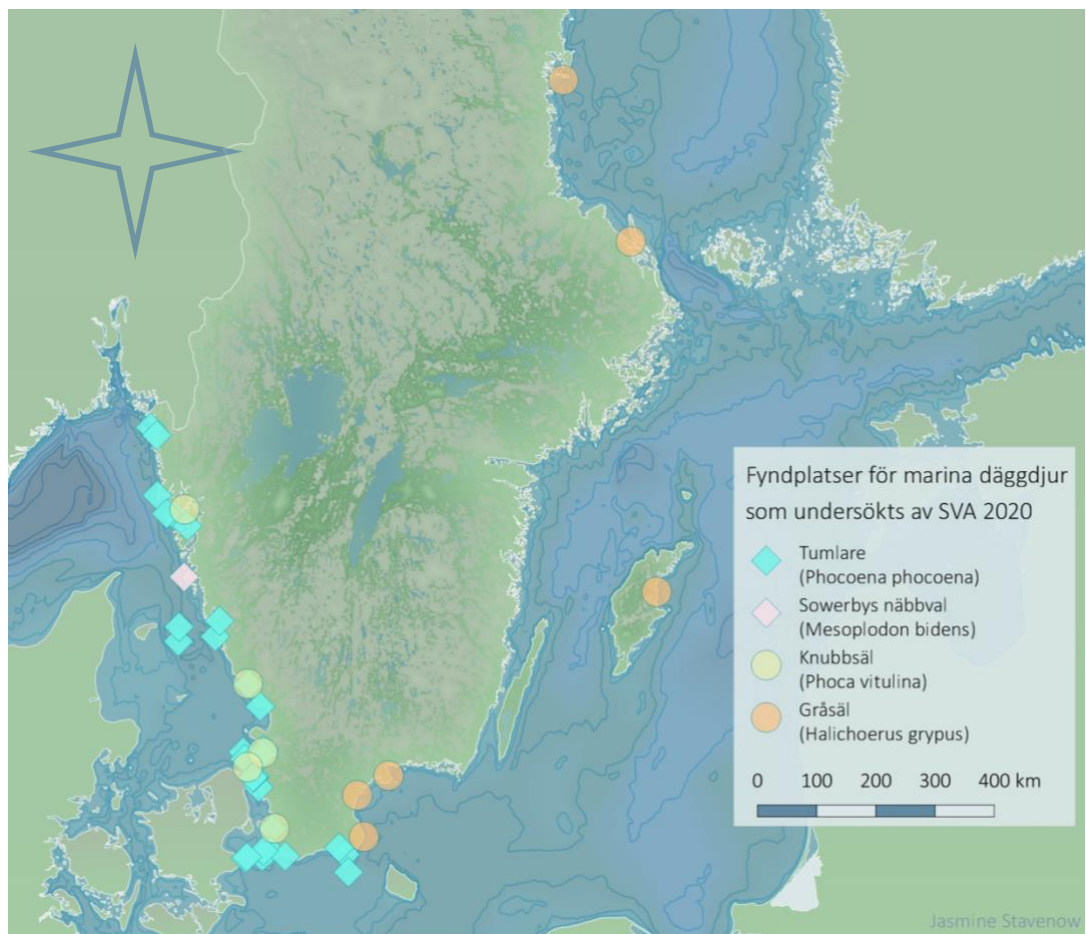 Fyndplatser för marina däggdjur
som undersökts av SVA 2020
Tumlare
(Phocoena phocoena)
Sowerbys näbbval
(Mesoplodon bidens)
Knubbsäl
(Phoca vitulina)
Gråsäl
(Halichoerus grypus)
0 100 200 300 400 km
Jasmine Stavenow